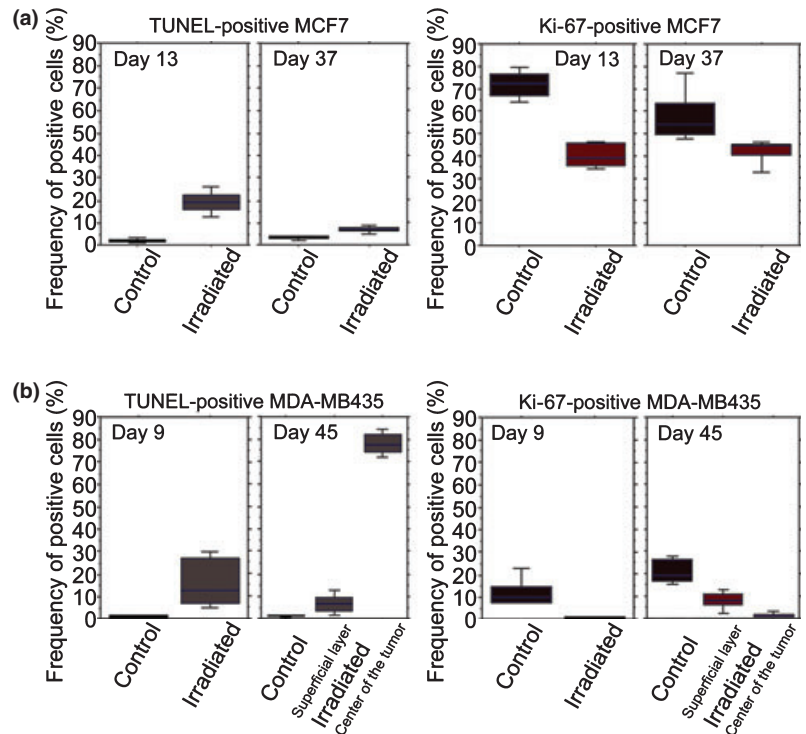 (a)
TUNEL-positive MCF7
Frequency of positive cells (%)
90
80
70
60
50
40
30
20
10
0
Day 13
Day 37
Control
Irradiated
Control
Irradiated
Ki-67-positive MCF7
Frequency of positive cells (%)
90
80
70
60
50
40
30
20
10
0
Day 13
Day 37
Control
Irradiated
Control
Irradiated
(b)
TUNEL-positive MDA-MB435
Frequency of positive cells (%)
90
80
70
60
50
40
30
20
10
0
Day 9
Day 45
Control
Irradiated
Control
Superficial layer
Irradiated
Center of the tumor
Ki-67-positive MDA-MB435
Frequency of positive cells (%)
90
80
70
60
50
40
30
20
10
0
Day 9
Day 45
Control
Irradiated
Control
Superficial layer
Irradiated
Center of the tumor